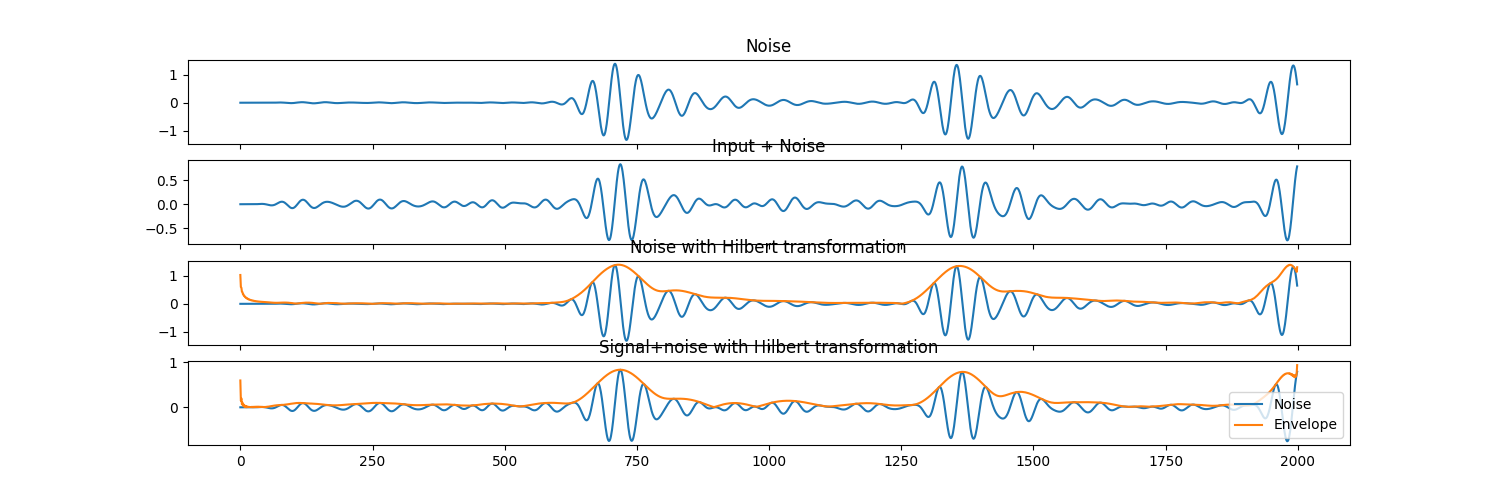 Noise
1
0
−1
Input + Noise
0.5
0.0
−0.5
Noise with Hilbert transformation
1
0
−1
Signal+noise with Hilbert transformation
1
0
Noise
Envelope
0 250 500 750 1000 1250 1500 1750 2000